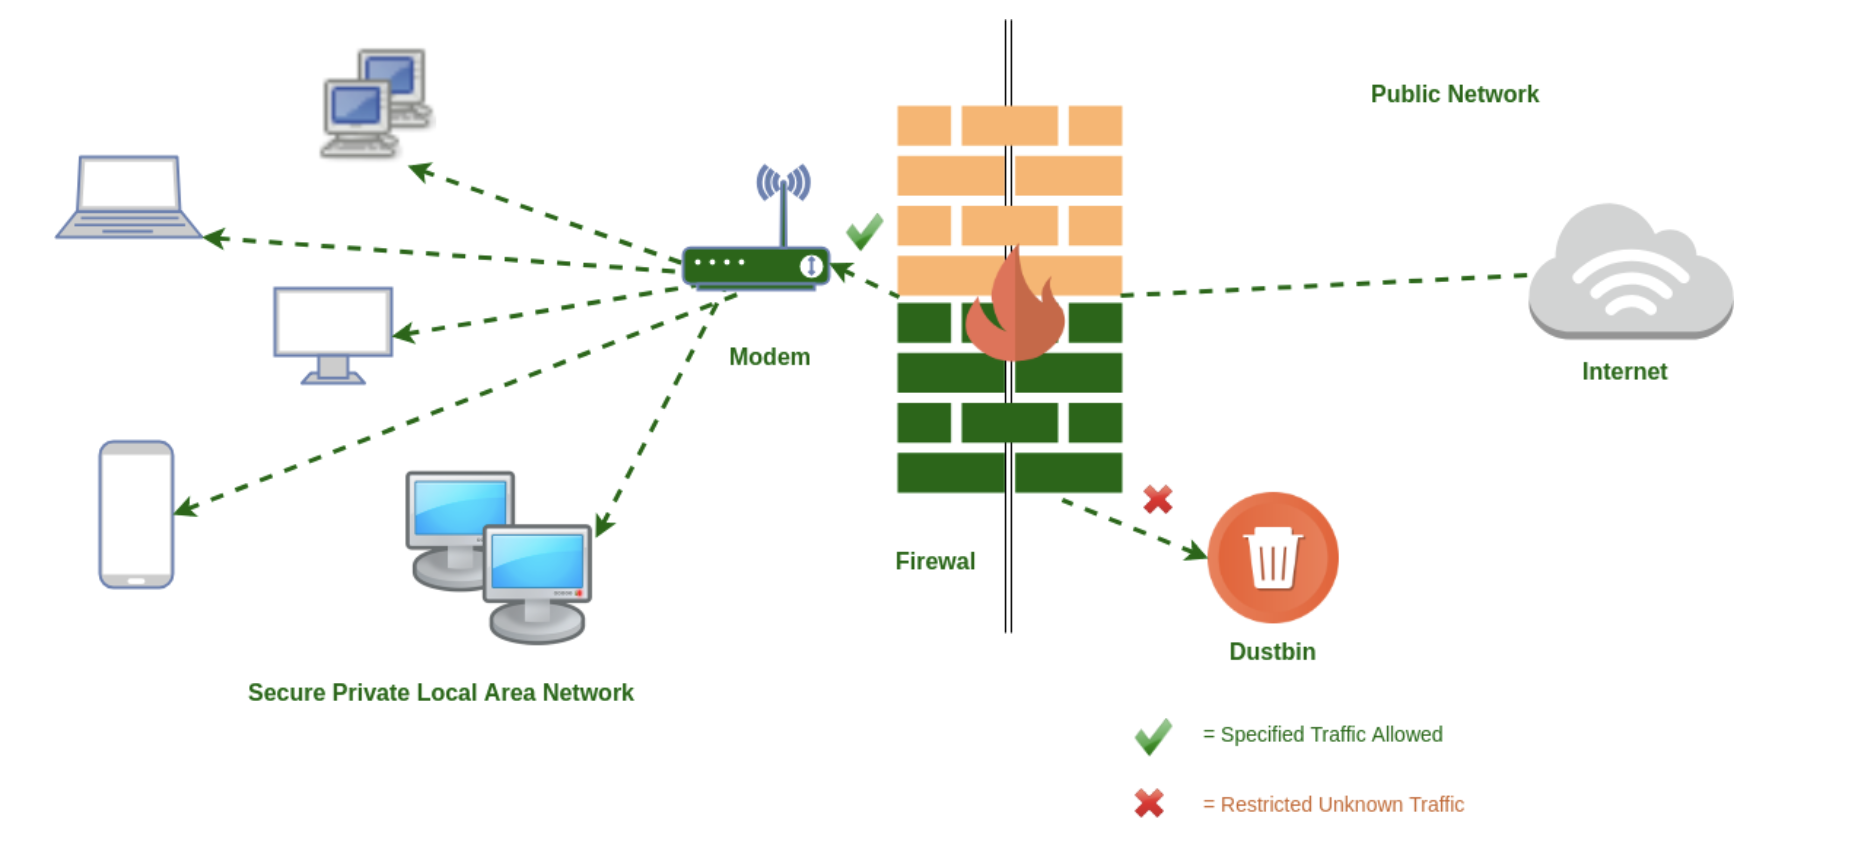 Public Network
Modem
Internet
Firewal
Dustbin
Secure Private Local Area Network
= Specified Traffic Allowed
= Restricted Unknown Traffic